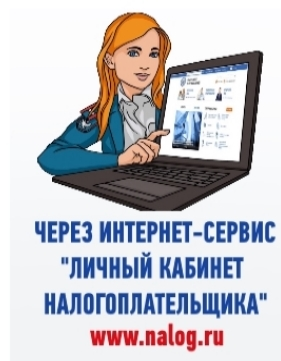 ЧЕРЕЗ ИНТЕРНЕТ-СЕРВИС
"ЛИЧНЫЙ КАБИНЕТ
НАЛОГОПЛАТЕЛЬЩИКА"
www.nalog.ru